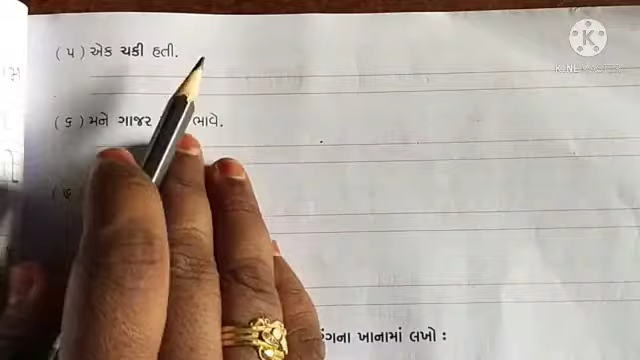 KINEMASTER
(૫) એક ચકી હતી.
(૬) મને ગાજર ભાવે.
ખાનામાં લખો :